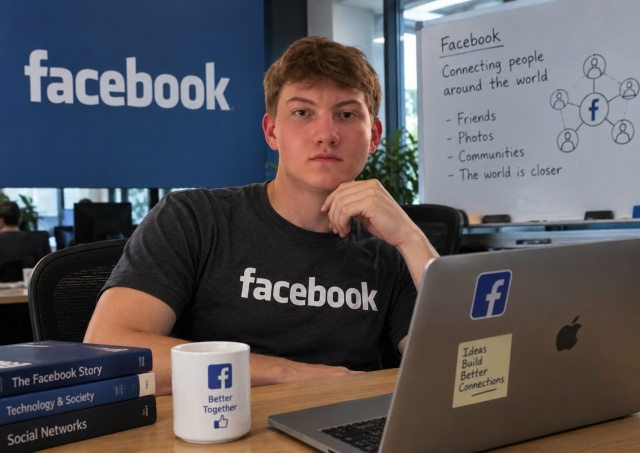 facebook
Facebook
Connecting people
around the world
- Friends
- Photos
- Communities
- The world is closer
f
facebook
f
Ideas
Build
Better
Connections
The Facebook Story
Technology & Society
Social Networks
f
Better
Together